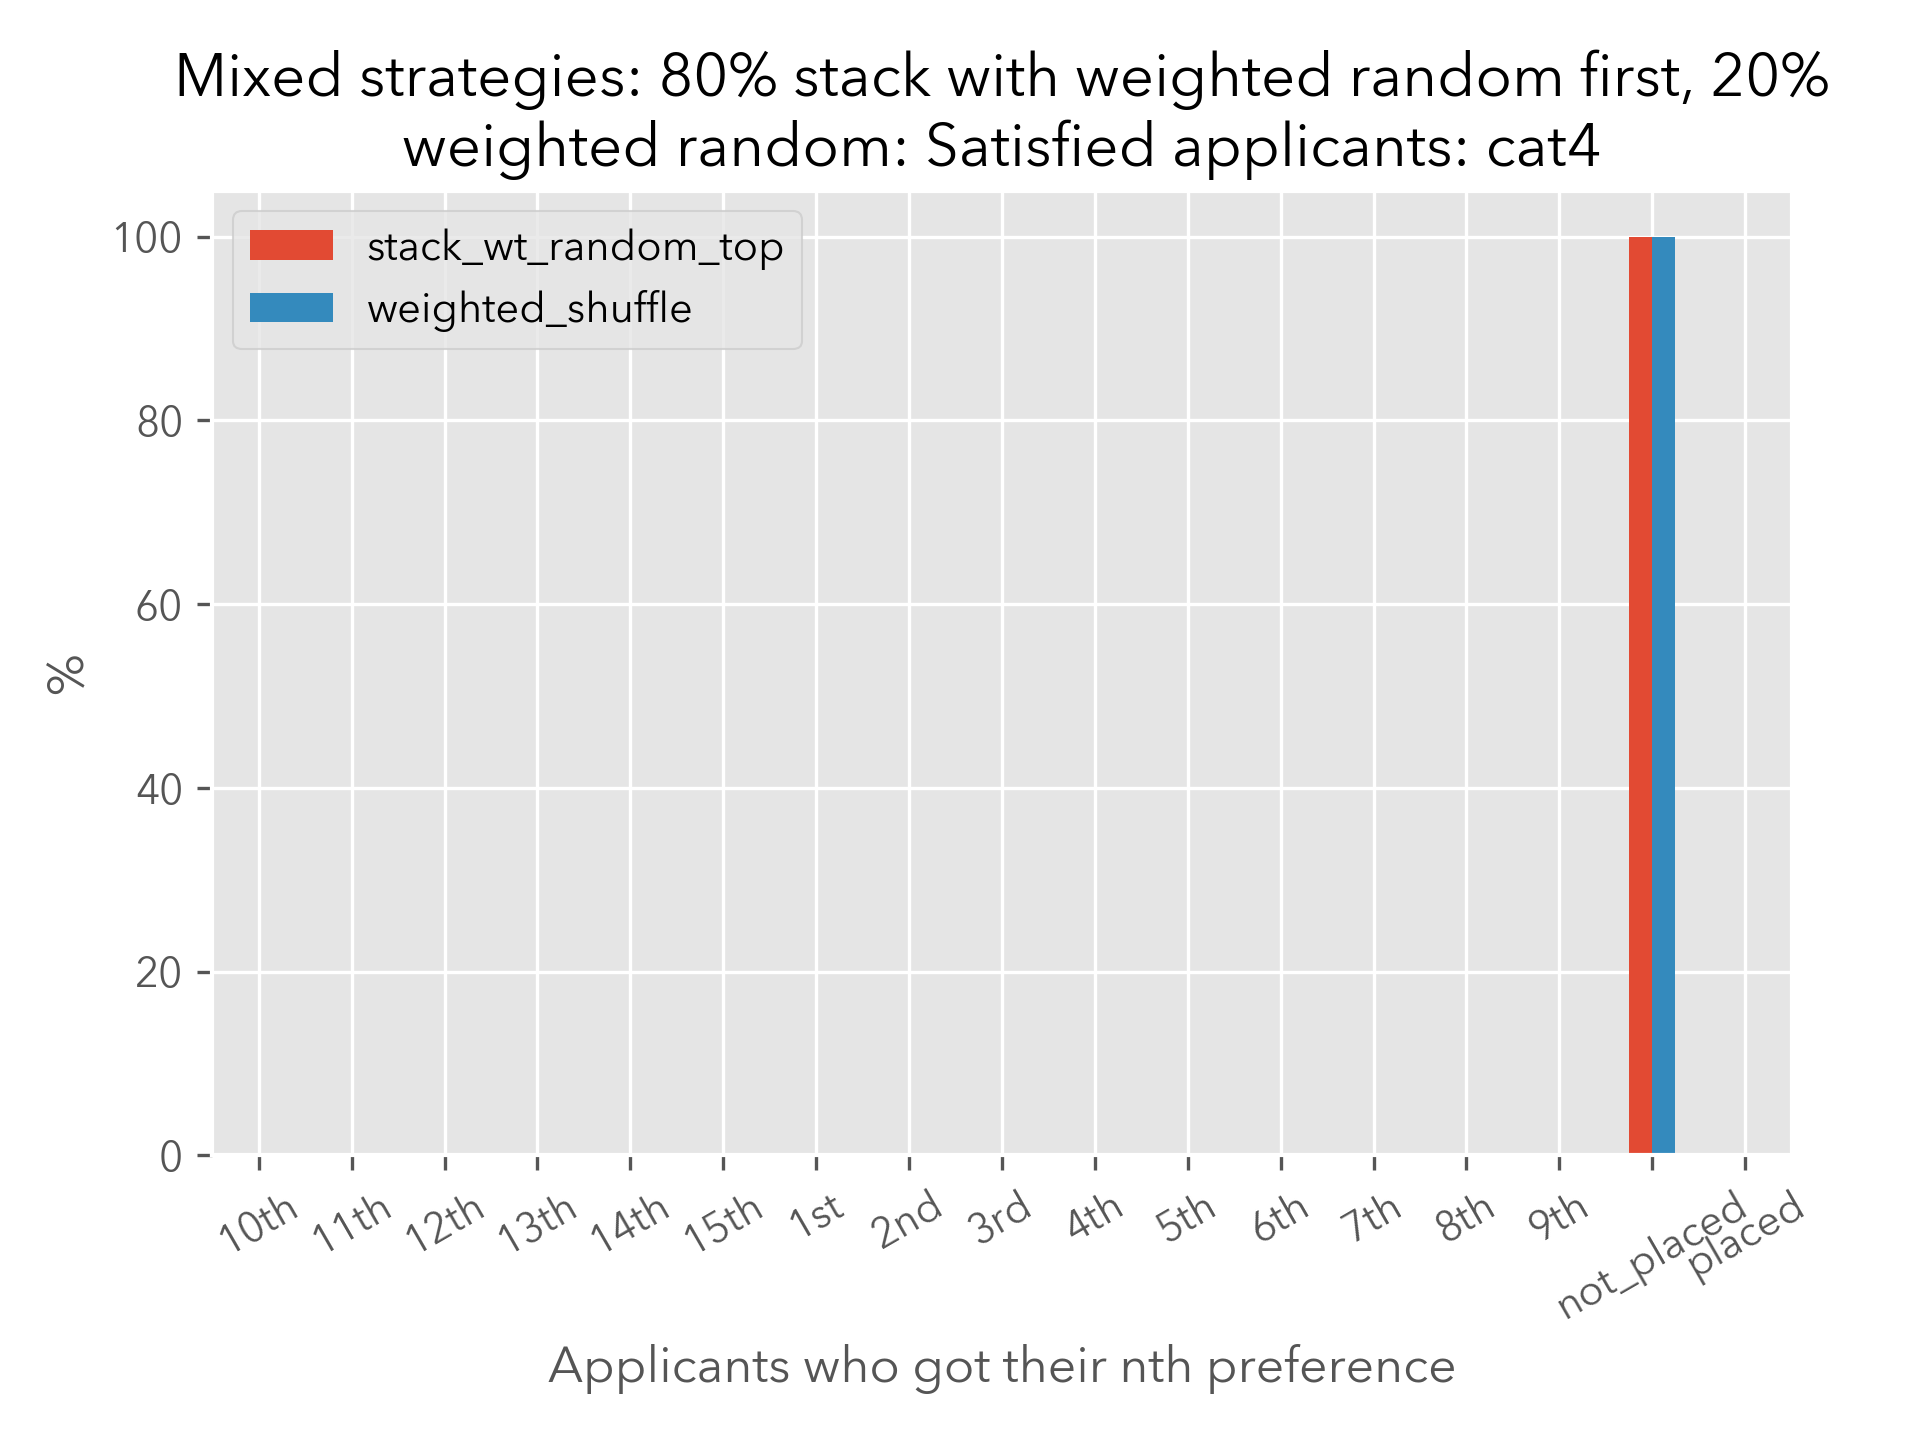 Mixed strategies: 80% stack with weighted random first, 20%
weighted random: Satisfied applicants: cat4
stack_wt_random_top
weighted_shuffle
100
80
60
40
20
0
%
10th
11th
12th
13th
14th
15th
1st
2nd
3rd
4th
5th
6th
7th
8th
9th
not_placed
placed
Applicants who got their nth preference